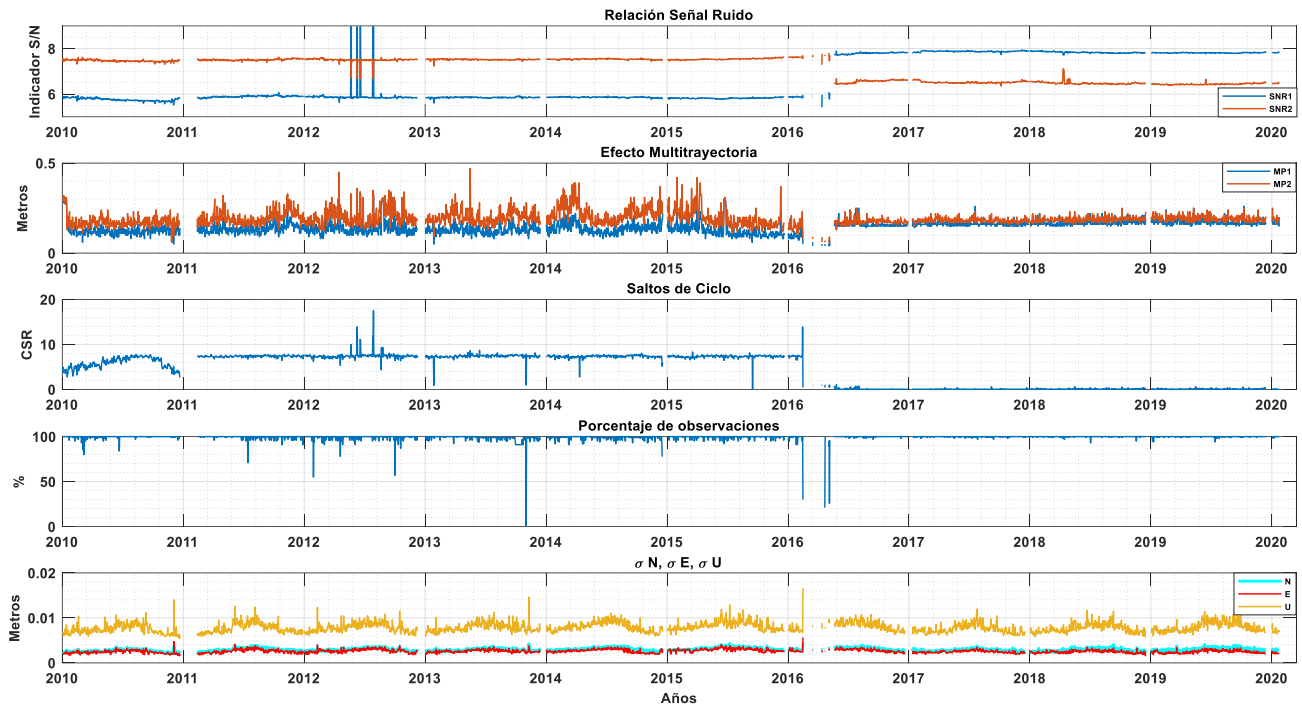 Relación Señal Ruido
Indicador S/N
8
6
SNR1
SNR2
2010 2011 2012 2013 2014 2015 2016 2017 2018 2019 2020
Efecto Multitrayectoria
Metros
0.5
0
MP1
MP2
2010 2011 2012 2013 2014 2015 2016 2017 2018 2019 2020
Saltos de Ciclo
CSR
20
10
0
2010 2011 2012 2013 2014 2015 2016 2017 2018 2019 2020
Porcentaje de observaciones
%
100
50
0
2010 2011 2012 2013 2014 2015 2016 2017 2018 2019 2020
σ N, σ E, σ U
Metros
0.02
0.01
0
N
E
U
2010 2011 2012 2013 2014 2015 2016 2017 2018 2019 2020
Años